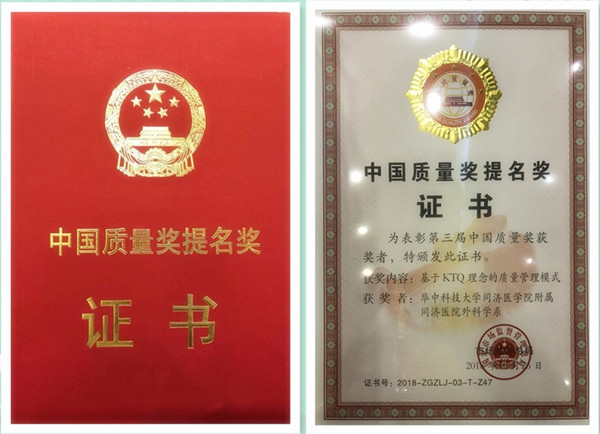 中国质量奖提名奖
证书
中国质量奖提名奖
证书
为表彰第三届中国质量奖获
奖者，特颁发此证书。
获奖内容：基于KTQ理念的质量管理模式
获奖者：华中科技大学同济医学院附属
同济医院外科学系
证书号：2018-ZGZLJ-03-T-Z47